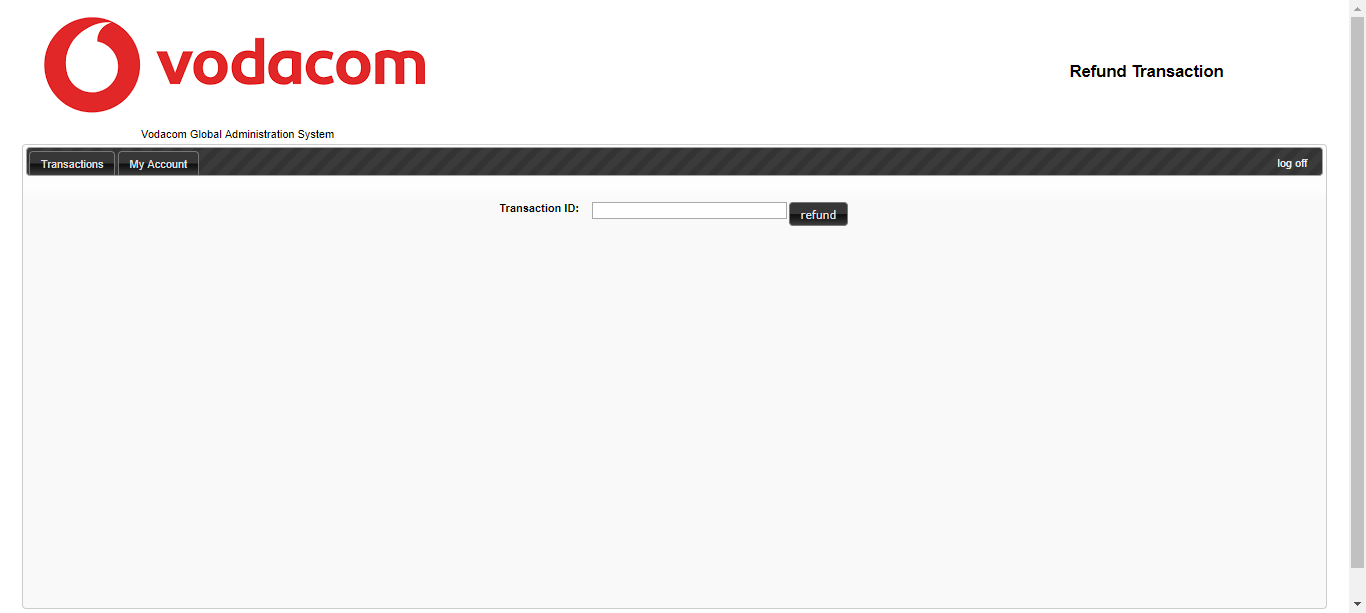 vodacom
Refund Transaction
Vodacom Global Administration System
Transactions
My Account
log off
Transaction ID:
refund